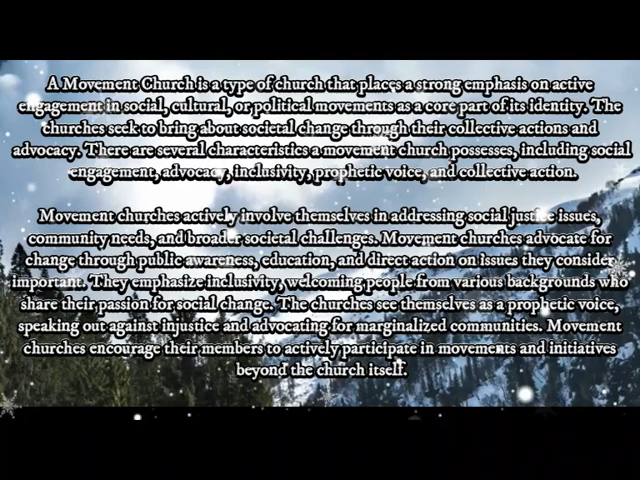 A Movement Church is a type of church that places a strong emphasis on active
engagement in social, cultural, or political movements as a core part of its identity. The
churches seek to bring about societal change through their collective actions and
advocacy. There are several characteristics a movement church possesses, including social
engagement, advocacy, inclusivity, prophetic voice, and collective action.
Movement churches actively involve themselves in addressing social justice issues,
community needs, and broader societal challenges. Movement churches advocate for
change through public awareness, education, and direct action on issues they consider
important. They emphasize inclusivity, welcoming people from various backgrounds who
share their passion for social change. The churches see themselves as a prophetic voice,
speaking out against injustice and advocating for marginalized communities. Movement
churches encourage their members to actively participate in movements and initiatives
beyond the church itself.